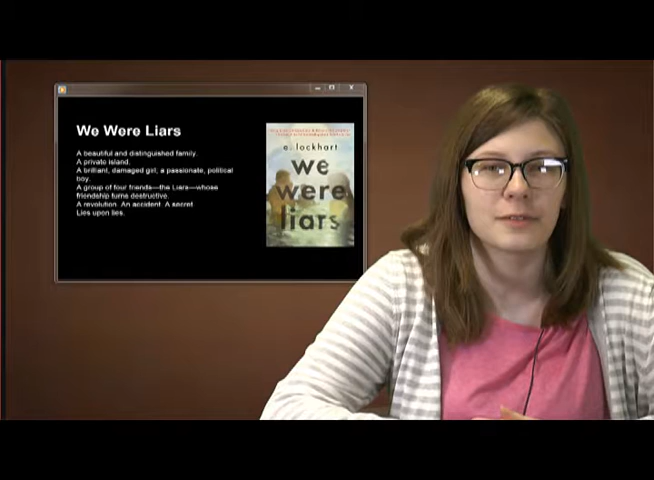 We Were Liars
A beautiful and distinguished family.
A private island.
A brilliant, damaged girl, a passionate, political
boy.
A group of four friends—the Liars—whose
friendship turns destructive.
A revolution. An accident. A secret
Lies upon lies.
e. lockhart
we
were
liars